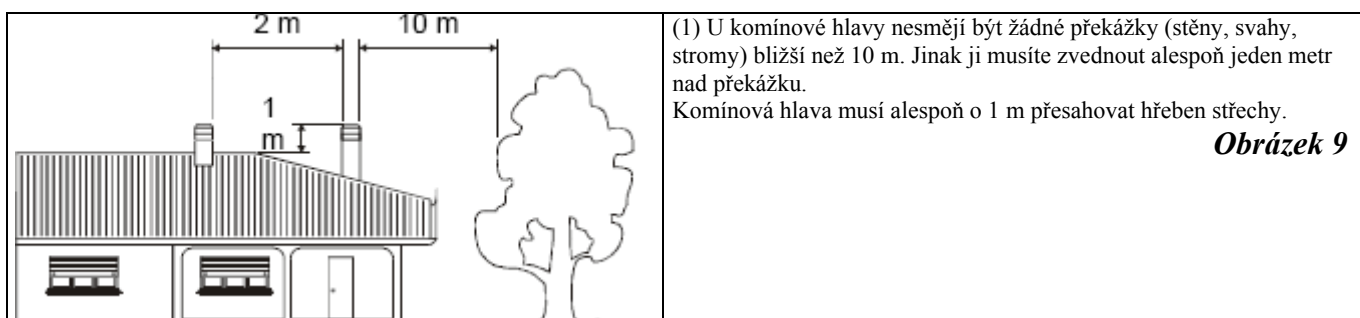 2 m
10 m
1
m
(1) U komínové hlavy nesmějí být žádné překážky (stěny, svahy,
stromy) bližší než 10 m. Jinak ji musíte zvednout alespoň jeden metr
nad překážku.
Komínová hlava musí alespoň o 1 m přesahovat hřeben střechy.
Obrázek 9